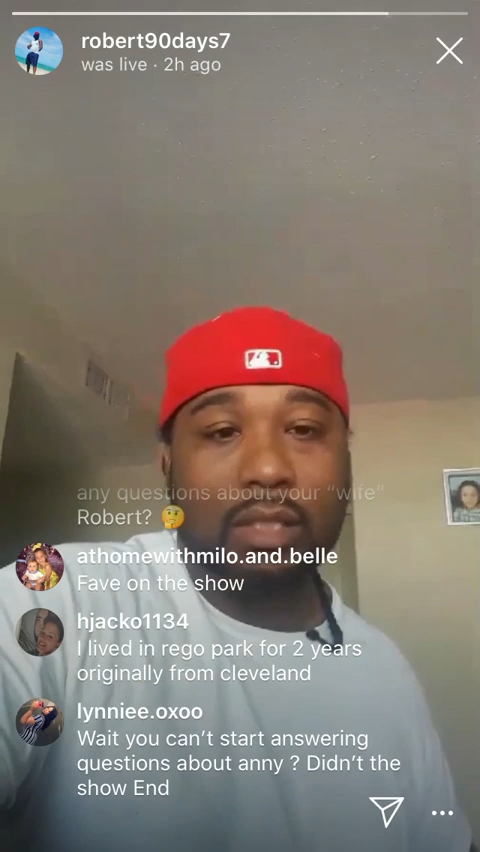 robert90days7
was live · 2h ago
any questions about your “wife”
Robert? 🤔
athomewithmilo.and.belle
Fave on the show
hjacko1134
I lived in rego park for 2 years
originally from cleveland
lynniee.oxoo
Wait you can’t start answering
questions about anny ? Didn’t the
show End